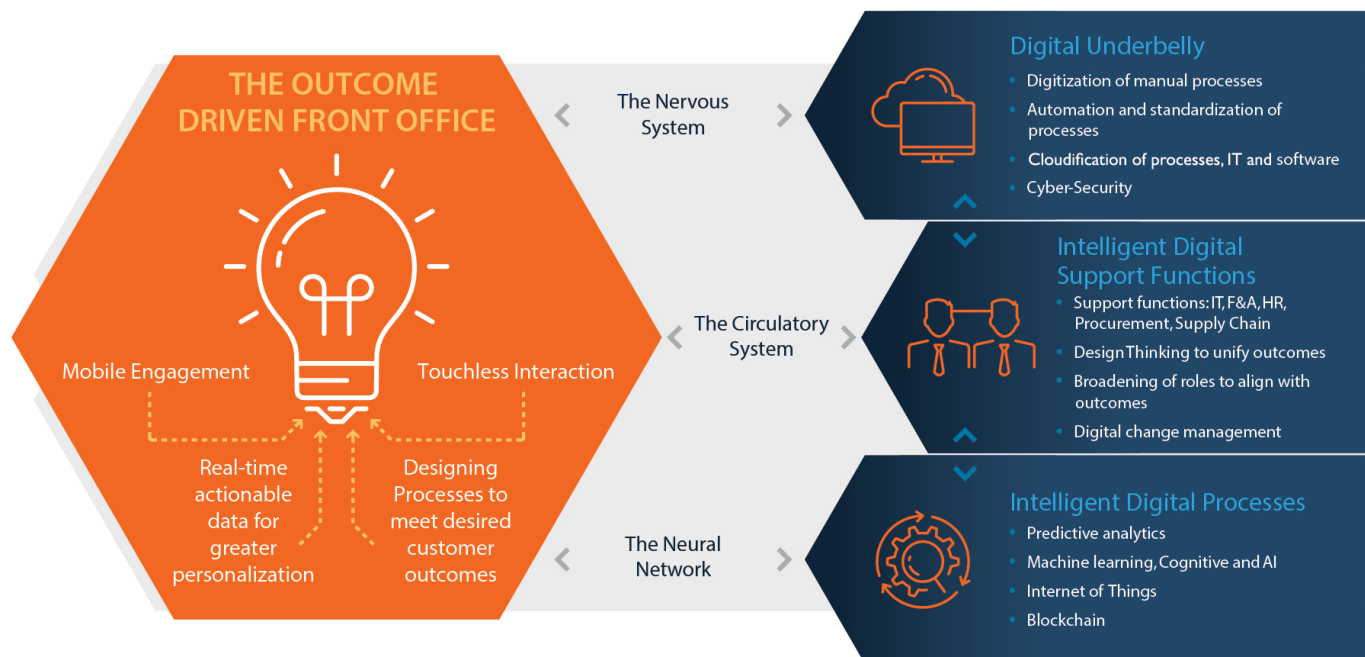 THE OUTCOME
DRIVEN FRONT OFFICE
Mobile Engagement
Touchless Interaction
Real-time
actionable
data for
greater
personalization
Designing
Processes to
meet desired
customer
outcomes
The Nervous
System
The Circulatory
System
The Neural
Network
Digital Underbelly
• Digitization of manual processes
• Automation and standardization of
processes
• Cloudification of processes, IT and software
• Cyber-Security
Intelligent Digital
Support Functions
• Support functions: IT, F&A, HR,
Procurement, Supply Chain
• Design Thinking to unify outcomes
• Broadening of roles to align with
outcomes
• Digital change management
Intelligent Digital Processes
• Predictive analytics
• Machine learning, Cognitive and AI
• Internet of Things
• Blockchain